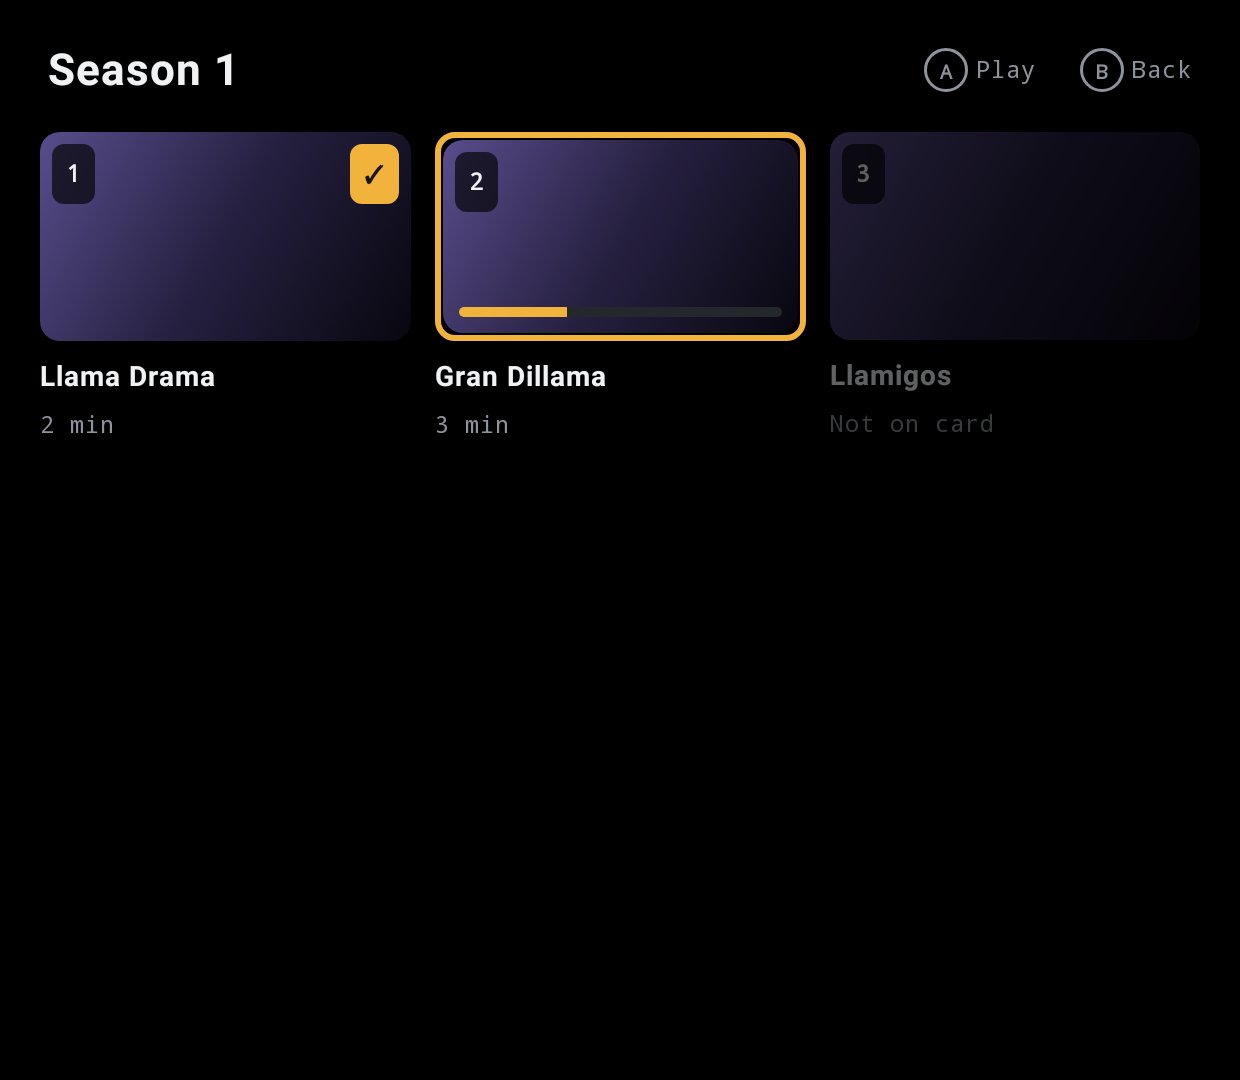 Season 1
A Play
B Back
1
✓
2
3
Llama Drama
Gran Dillama
Llamigos
2 min
3 min
Not on card